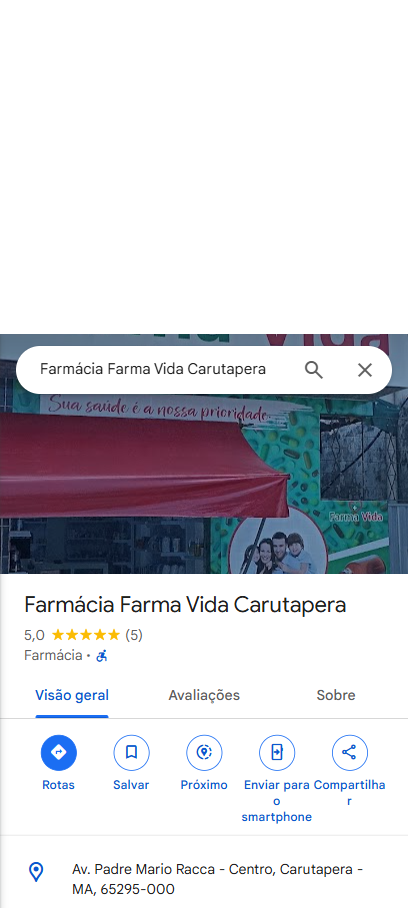 Vida
Farmácia Farma Vida Carutapera
Sua saúde é a nossa prioridade.
Farma Vida
Farmácia Farma Vida Carutapera
5,0 (5)
Farmácia ·
Visão geral Avaliações Sobre
Rotas Salvar Próximo Enviar para o smartphone Compartilhar
Av. Padre Mario Racca - Centro, Carutapera -
MA, 65295-000